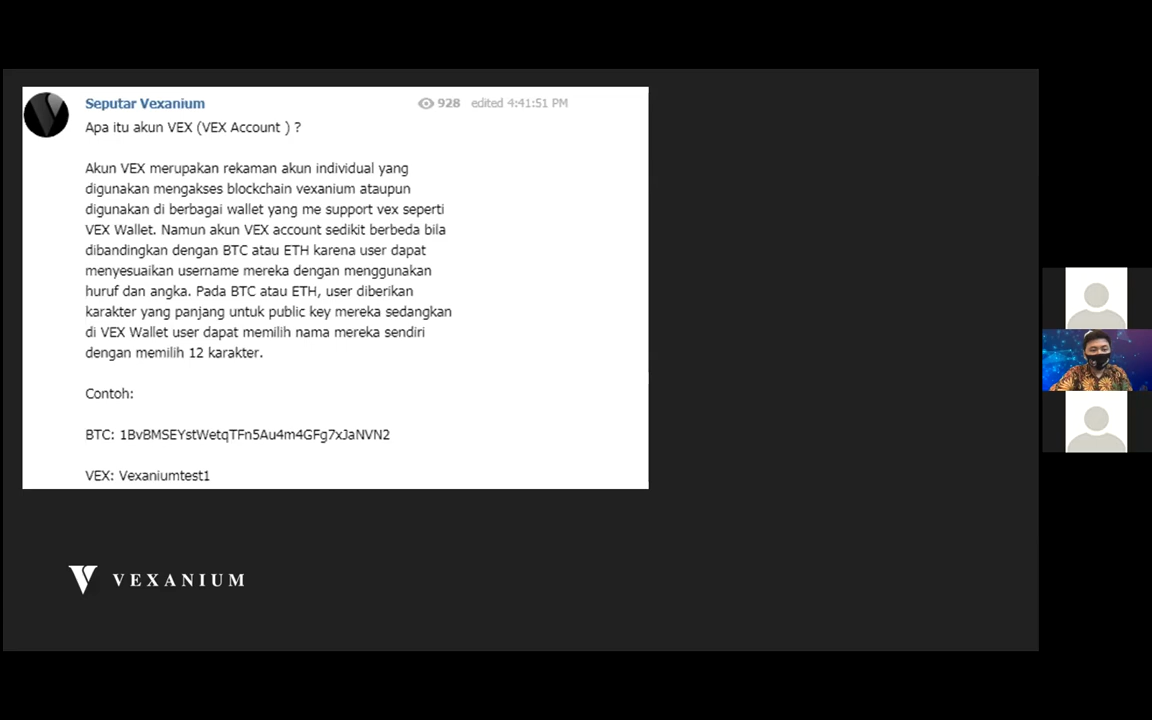 Seputar Vexanium
928 edited 4:41:51 PM
Apa itu akun VEX (VEX Account ) ?
Akun VEX merupakan rekaman akun individual yang
digunakan mengakses blockchain vexanium ataupun
digunakan di berbagai wallet yang me support vex seperti
VEX Wallet. Namun akun VEX account sedikit berbeda bila
dibandingkan dengan BTC atau ETH karena user dapat
menyesuaikan username mereka dengan menggunakan
huruf dan angka. Pada BTC atau ETH, user diberikan
karakter yang panjang untuk public key mereka sedangkan
di VEX Wallet user dapat memilih nama mereka sendiri
dengan memilih 12 karakter.
Contoh:
BTC: 1BvBMSEYstWetqTFn5Au4m4GFg7xJaNVN2
VEX: Vexaniumtest1
VEXANIUM